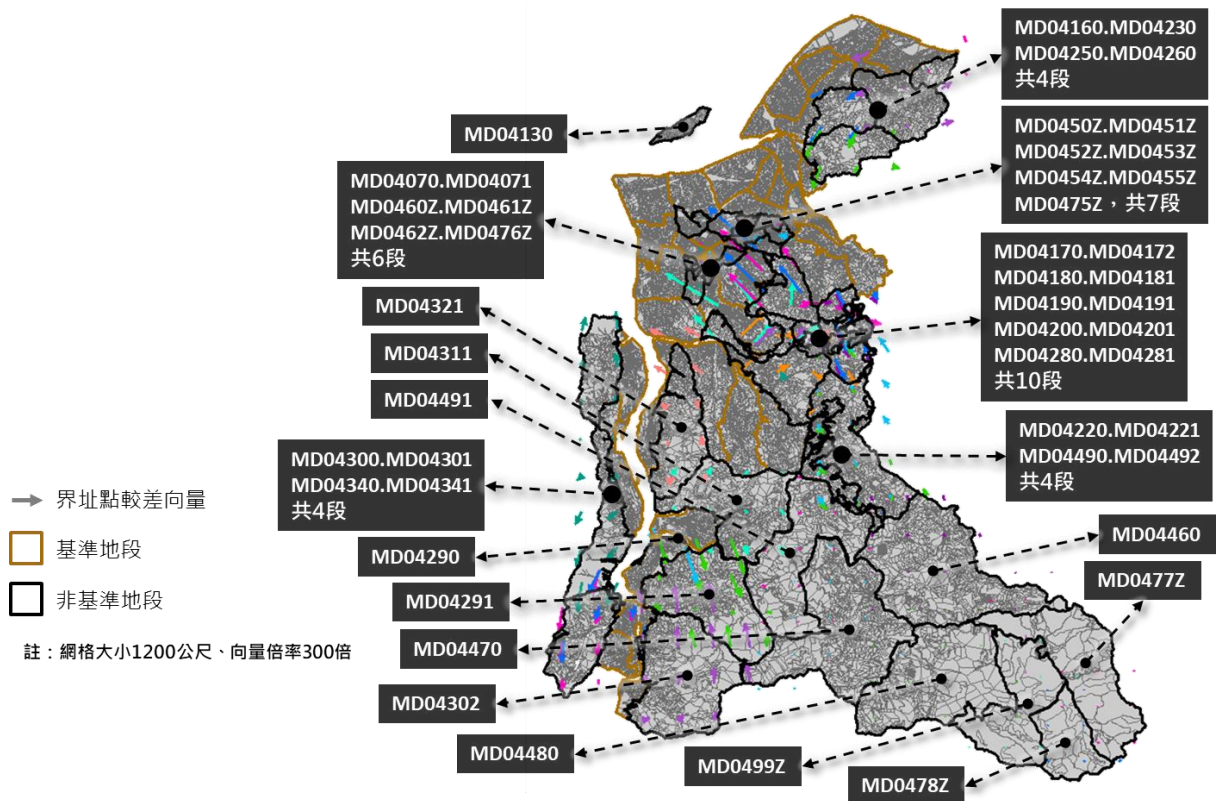 MD04160.MD04230
MD04250.MD04260
共4段
MD04130
MD0450Z.MD0451Z
MD0452Z.MD0453Z
MD0454Z.MD0455Z
MD0475Z，共7段
MD04070.MD04071
MD0460Z.MD0461Z
MD0462Z.MD0476Z
共6段
MD04170.MD04172
MD04180.MD04181
MD04190.MD04191
MD04200.MD04201
MD04280.MD04281
共10段
MD04321
MD04311
MD04491
MD04220.MD04221
MD04490.MD04492
共4段
MD04300.MD04301
MD04340.MD04341
共4段
界址點較差向量
基準地段
非基準地段
註：網格大小1200公尺、向量倍率300倍
MD04290
MD04460
MD0477Z
MD04291
MD04470
MD04302
MD04480
MD0499Z
MD0478Z